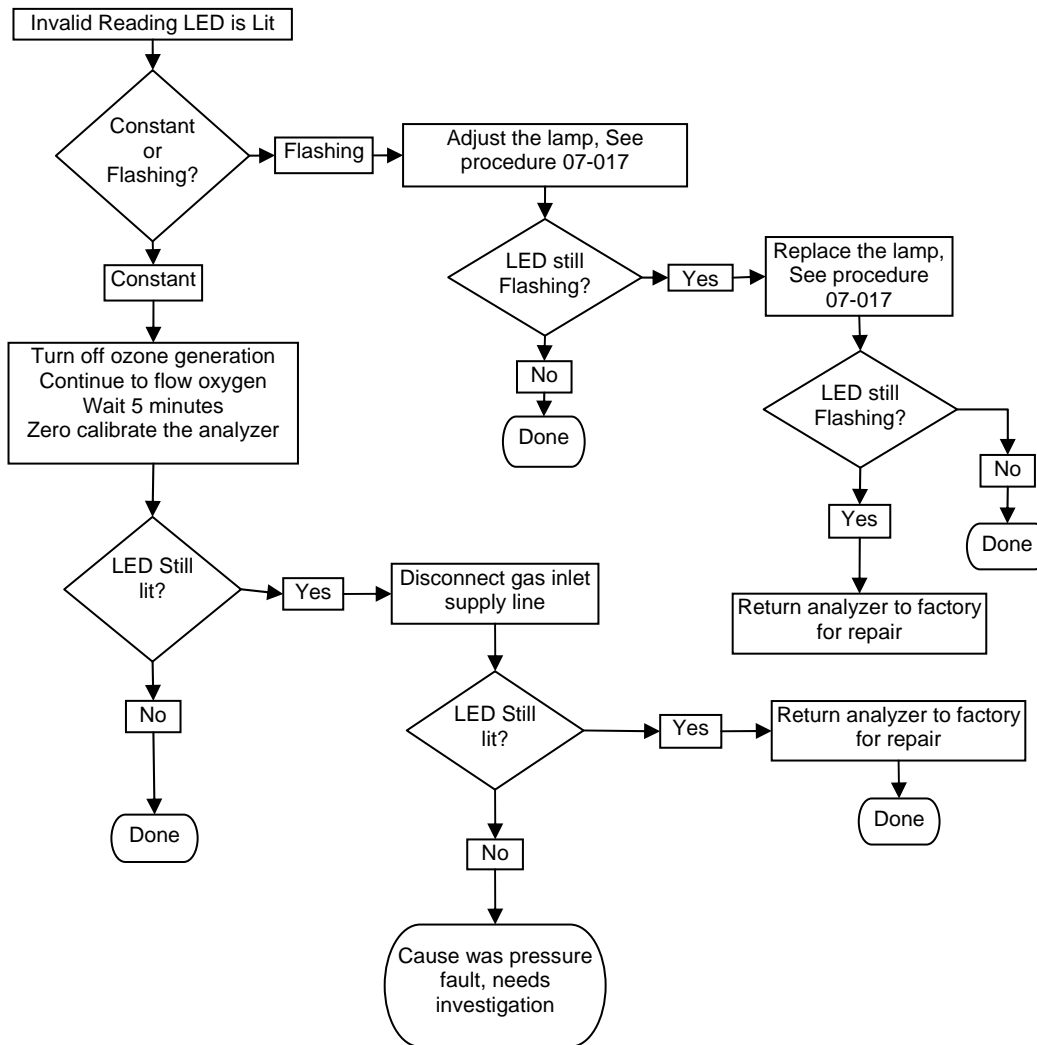 Invalid Reading LED is Lit
Constant
or
Flashing?
Flashing
Adjust the lamp, See
procedure 07-017
LED still
Flashing?
Yes
Replace the lamp,
See procedure
07-017
LED still
Flashing?
No
Done
Yes
Return analyzer to factory
for repair
No
Done
Constant
Turn off ozone generation
Continue to flow oxygen
Wait 5 minutes
Zero calibrate the analyzer
LED Still
lit?
Yes
Disconnect gas inlet
supply line
LED Still
lit?
Yes
Return analyzer to factory
for repair
Done
No
Cause was pressure
fault, needs
investigation
No
Done